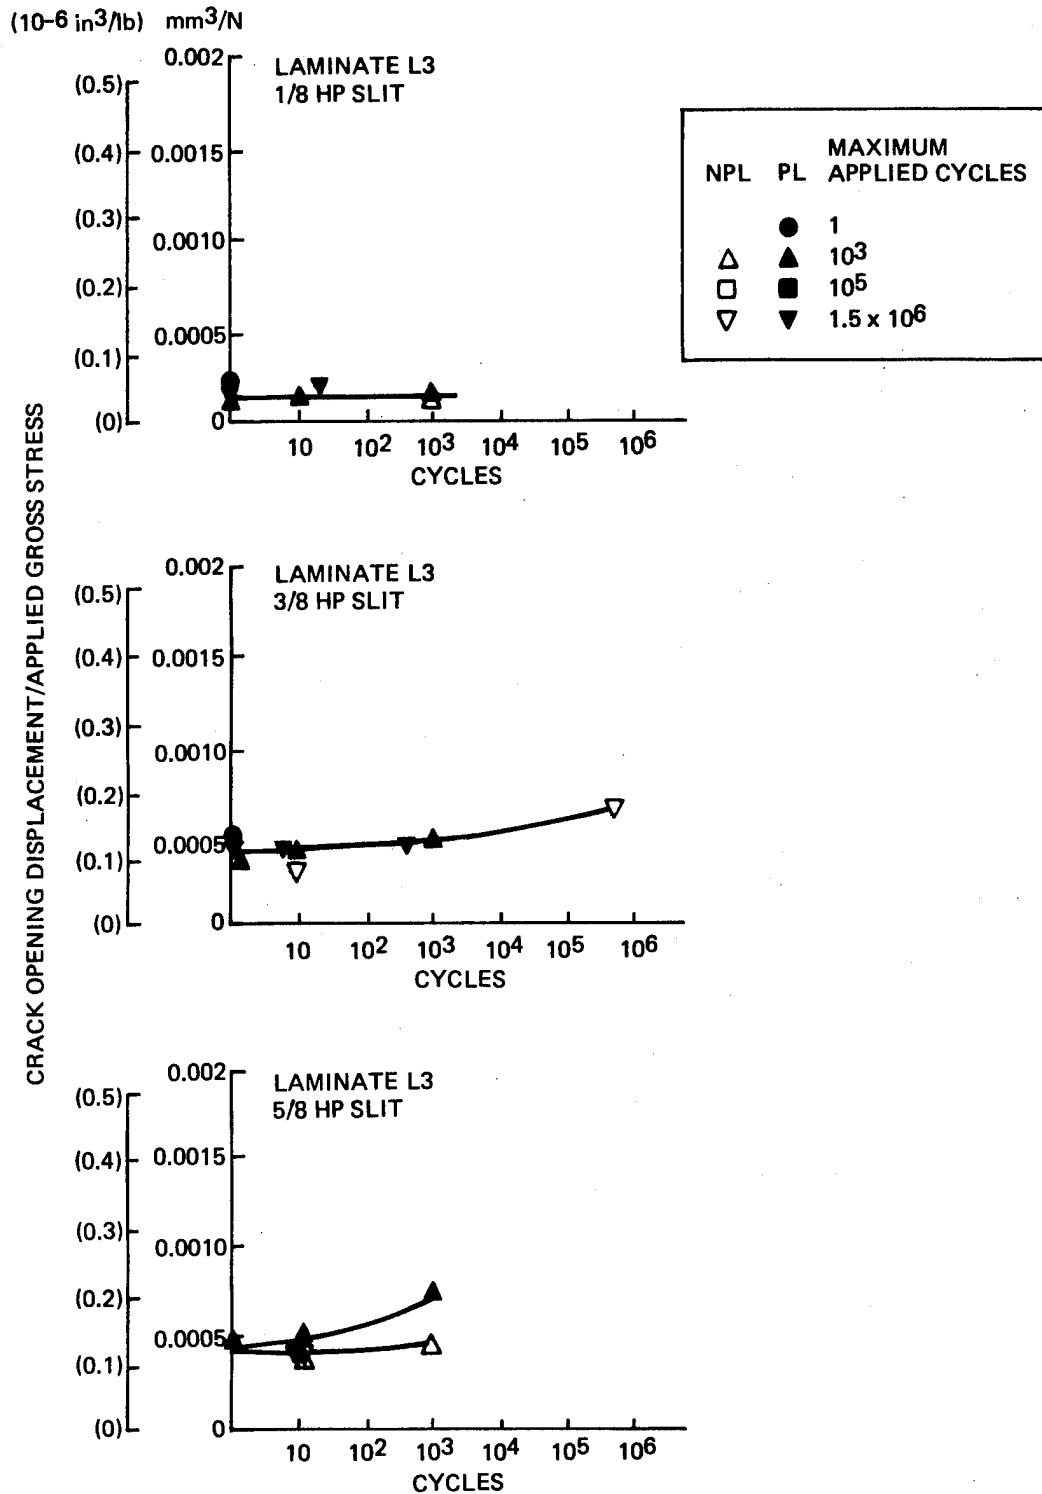 (10-6 in3/lb) mm3/N
0.002
LAMINATE L3
1/8 HP SLIT
(0.5)
(0.4)
0.0015
(0.3)
0.0010
(0.2)
0.0005
(0.1)
(0)
0
10 102 103 104 105 106
CYCLES
NPL PL MAXIMUM APPLIED CYCLES
1
103
105
1.5 x 106
CRACK OPENING DISPLACEMENT/APPLIED GROSS STRESS
0.002
LAMINATE L3
3/8 HP SLIT
(0.5)
(0.4)
0.0015
(0.3)
0.0010
(0.2)
0.0005
(0.1)
(0)
0
10 102 103 104 105 106
CYCLES
0.002
LAMINATE L3
5/8 HP SLIT
(0.5)
(0.4)
0.0015
(0.3)
0.0010
(0.2)
0.0005
(0.1)
(0)
0
10 102 103 104 105 106
CYCLES